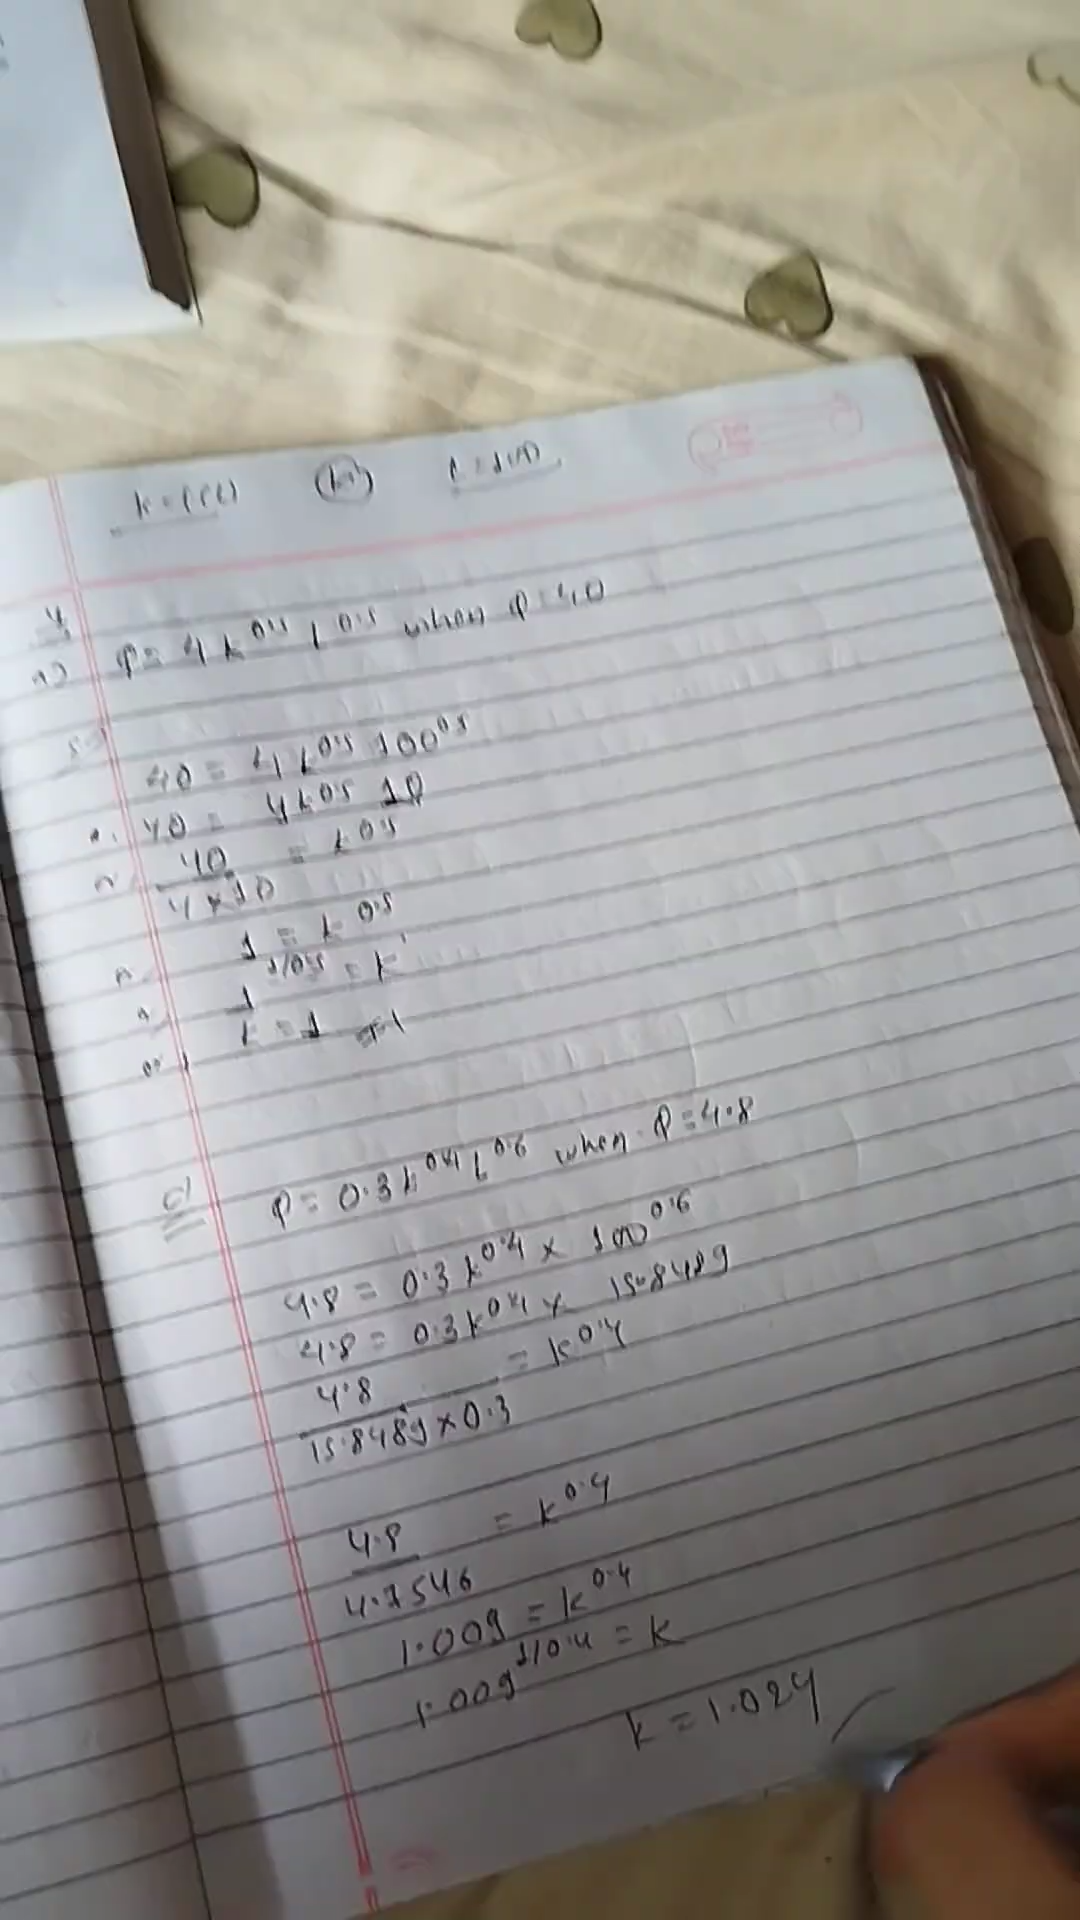 4
a) P = 4 k^0.5 L^0.5 when P = 40
40 = 4 k^0.5 100^0.5
40 = 4 k^0.5 10
40 = k^0.5
4 × 10
1 = k^0.5
1^1/0.5 = k
k = 1
c) P = 0.3 k^0.4 L^0.6 when P = 4.8
4.8 = 0.3 k^0.4 × 100^0.6
4.8 = 0.3 k^0.4 × 15.8489
4.8 = k^0.4
15.8489 × 0.3
4.8 = k^0.4
4.7546
1.009 = k^0.4
1.009^1/0.4 = k
k = 1.024